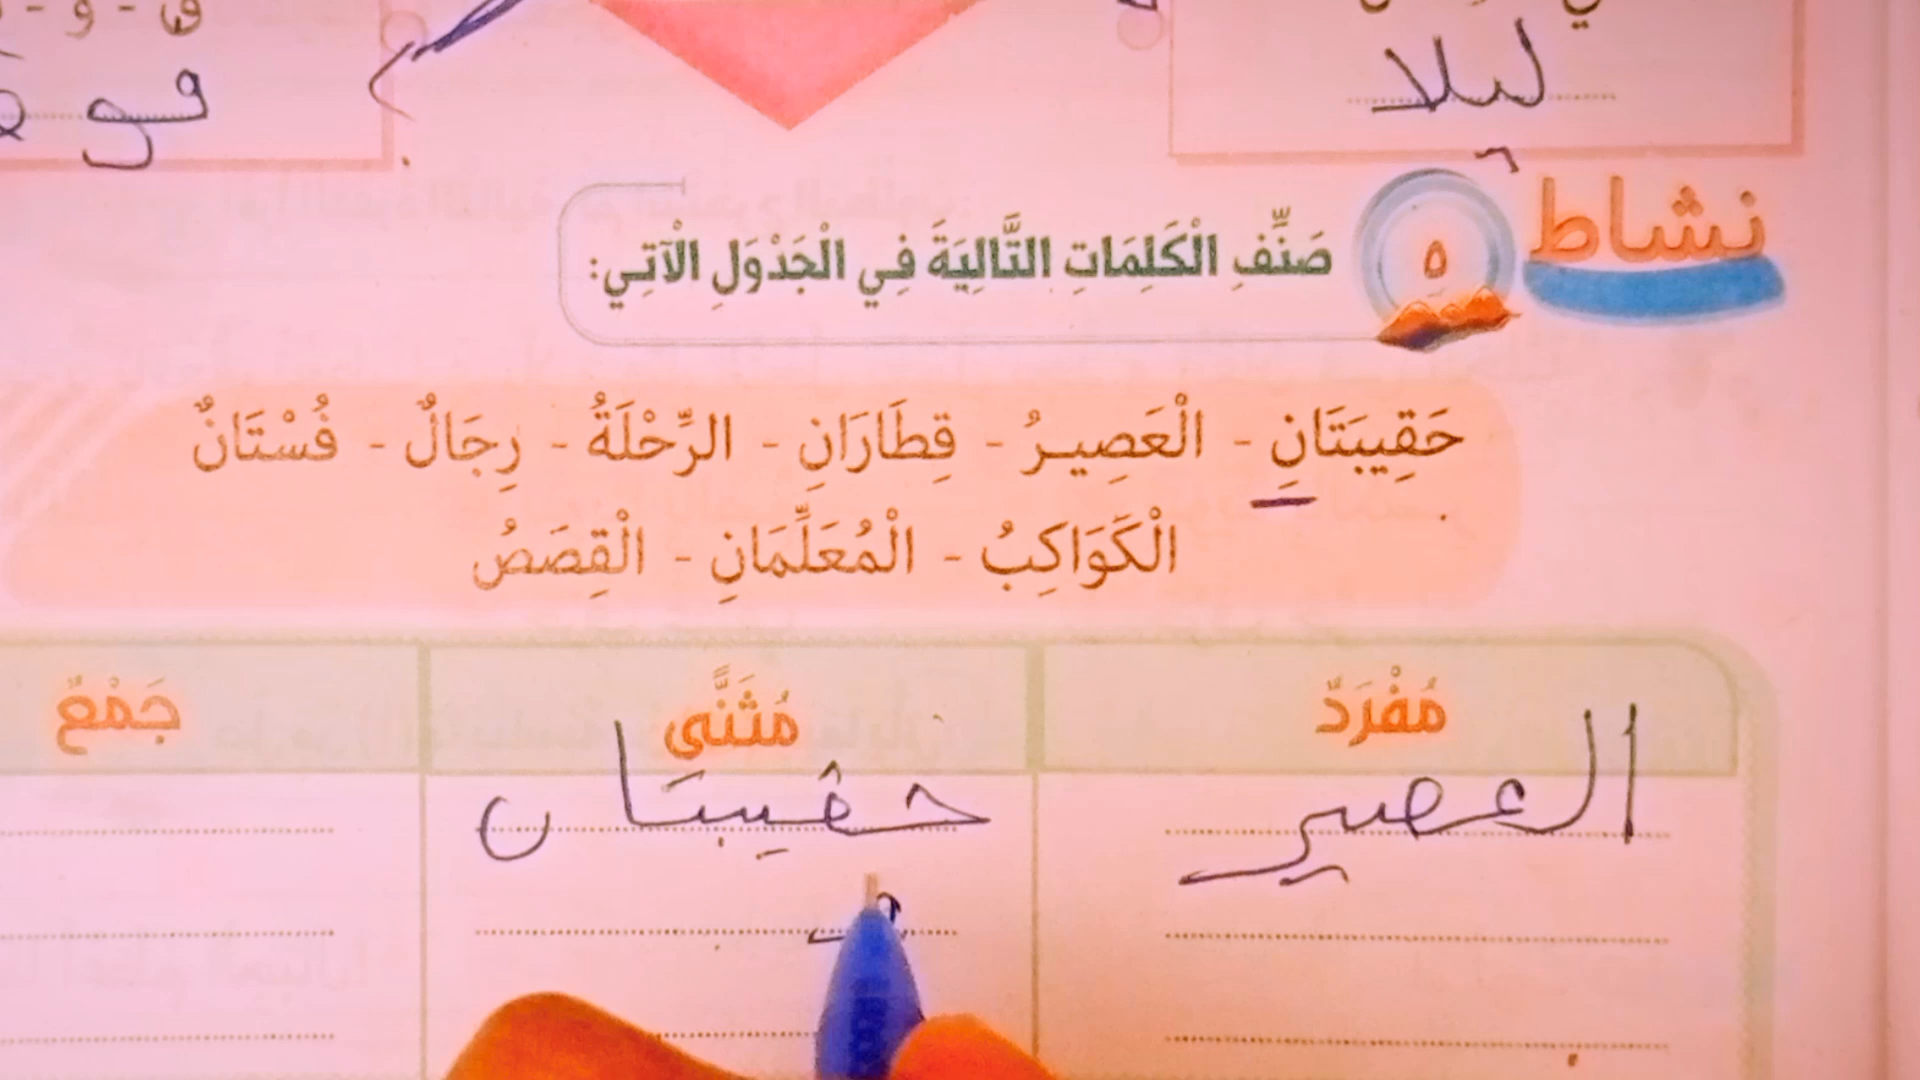 ليلا
نشاط ٥ صَنِّفِ الْكَلِمَاتِ التَّالِيَةَ فِي الْجَدْوَلِ الْآتِي:
حَقِيبَتَانِ - الْعَصِيرُ - قِطَارَانِ - الرِّحْلَةُ - رِجَالٌ - فُسْتَانٌ
الْكَوَاكِبُ - الْمُعَلِّمَانِ - الْقِصَصُ
مُفْرَدٌ مُثَنًّى جَمْعٌ
العصير حقيبتان